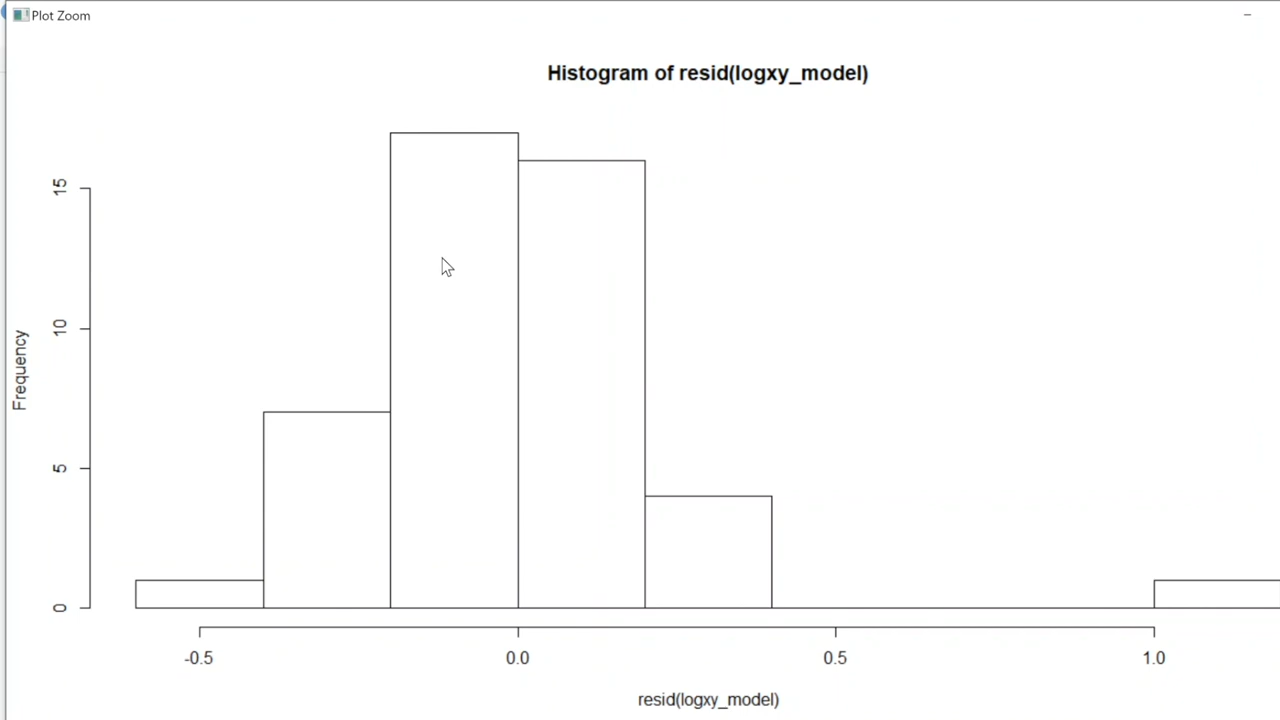 Plot Zoom
Histogram of resid(logxy_model)
15
10
5
0
Frequency
-0.5 0.0 0.5 1.0
resid(logxy_model)